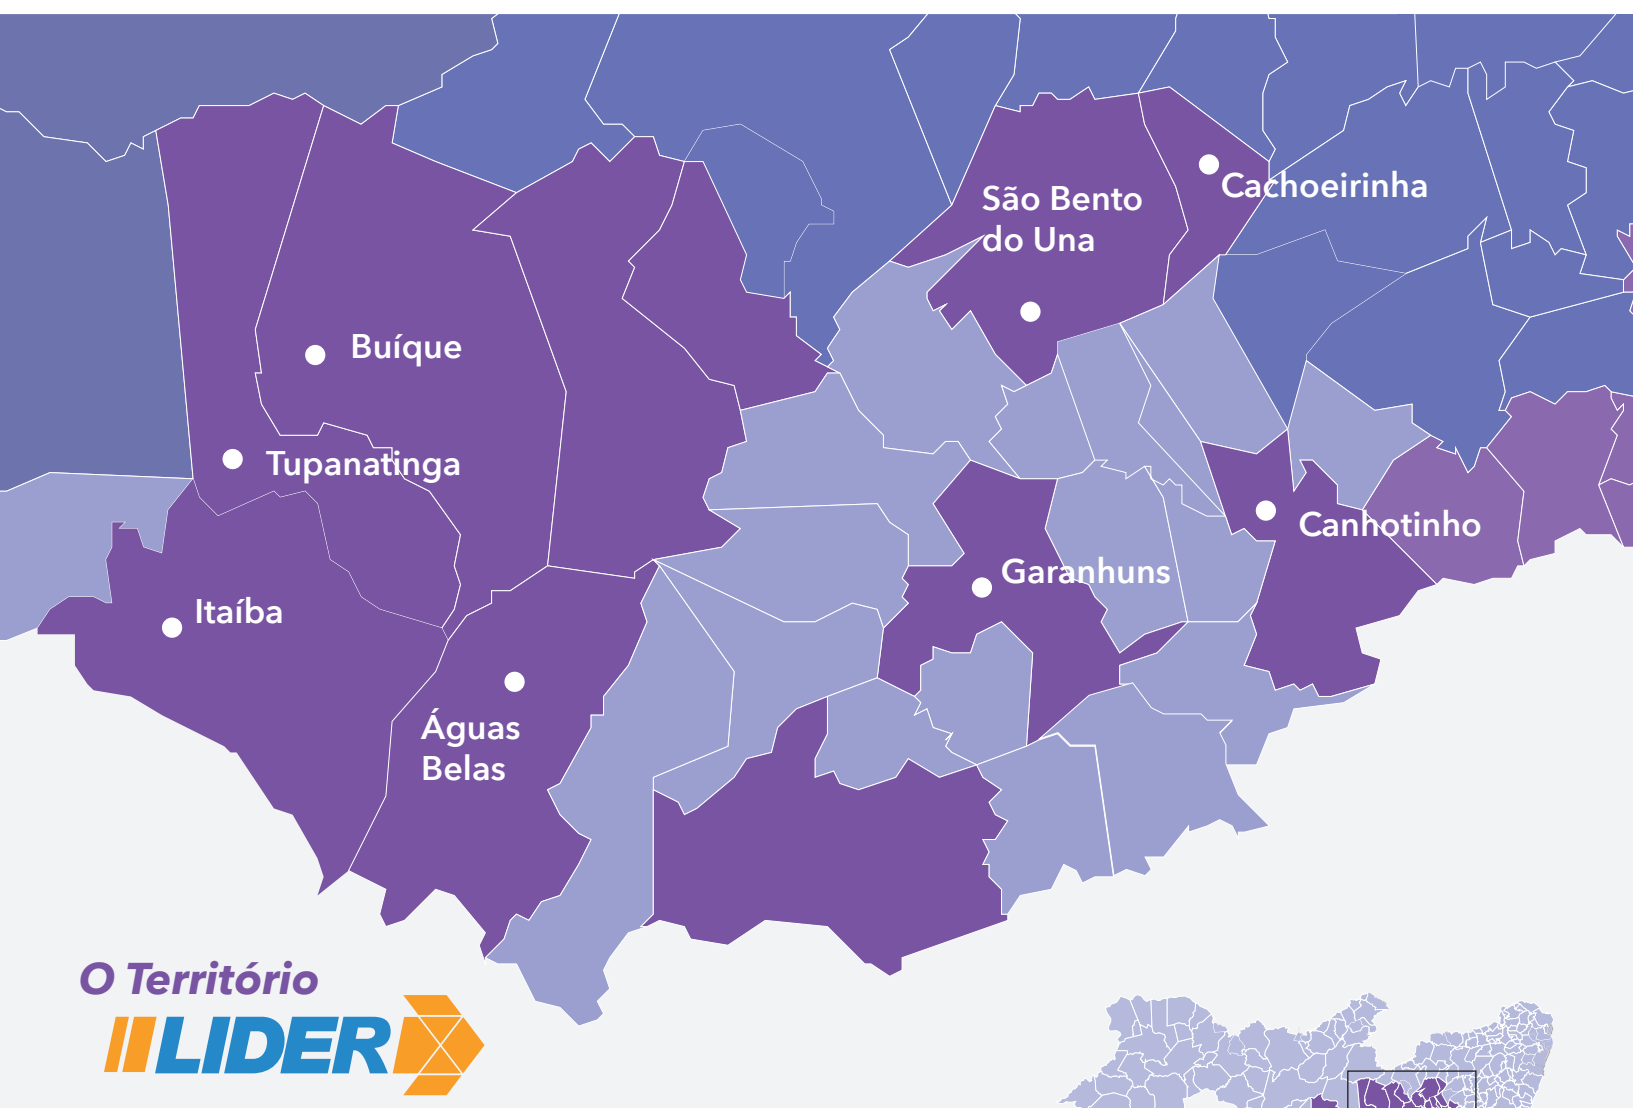 São Bento
do Una
Cachoeirinha
Buíque
Tupanatinga
Canhotinho
Garanhuns
Itaíba
Águas
Belas
O Território
LIDER